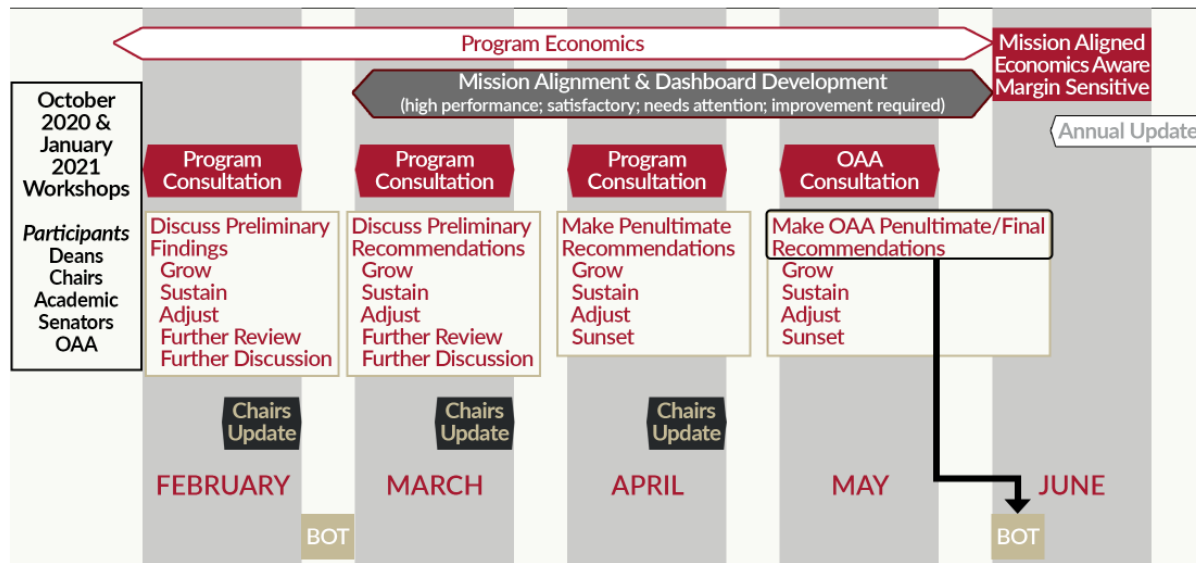 Program Economics
Mission Aligned
Economics Aware
Margin Sensitive
Mission Alignment & Dashboard Development
(high performance; satisfactory; needs attention; improvement required)
Annual Update
October
2020 &
January
2021
Workshops
Participants
Deans
Chairs
Academic
Senators
OAA
Program
Consultation
Discuss Preliminary
Findings
Grow
Sustain
Adjust
Further Review
Further Discussion
Program
Consultation
Discuss Preliminary
Recommendations
Grow
Sustain
Adjust
Further Review
Further Discussion
Program
Consultation
Make Penultimate
Recommendations
Grow
Sustain
Adjust
Sunset
OAA
Consultation
Make OAA Penultimate/Final
Recommendations
Grow
Sustain
Adjust
Sunset
Chairs
Update
Chairs
Update
Chairs
Update
FEBRUARY
MARCH
APRIL
MAY
JUNE
BOT
BOT